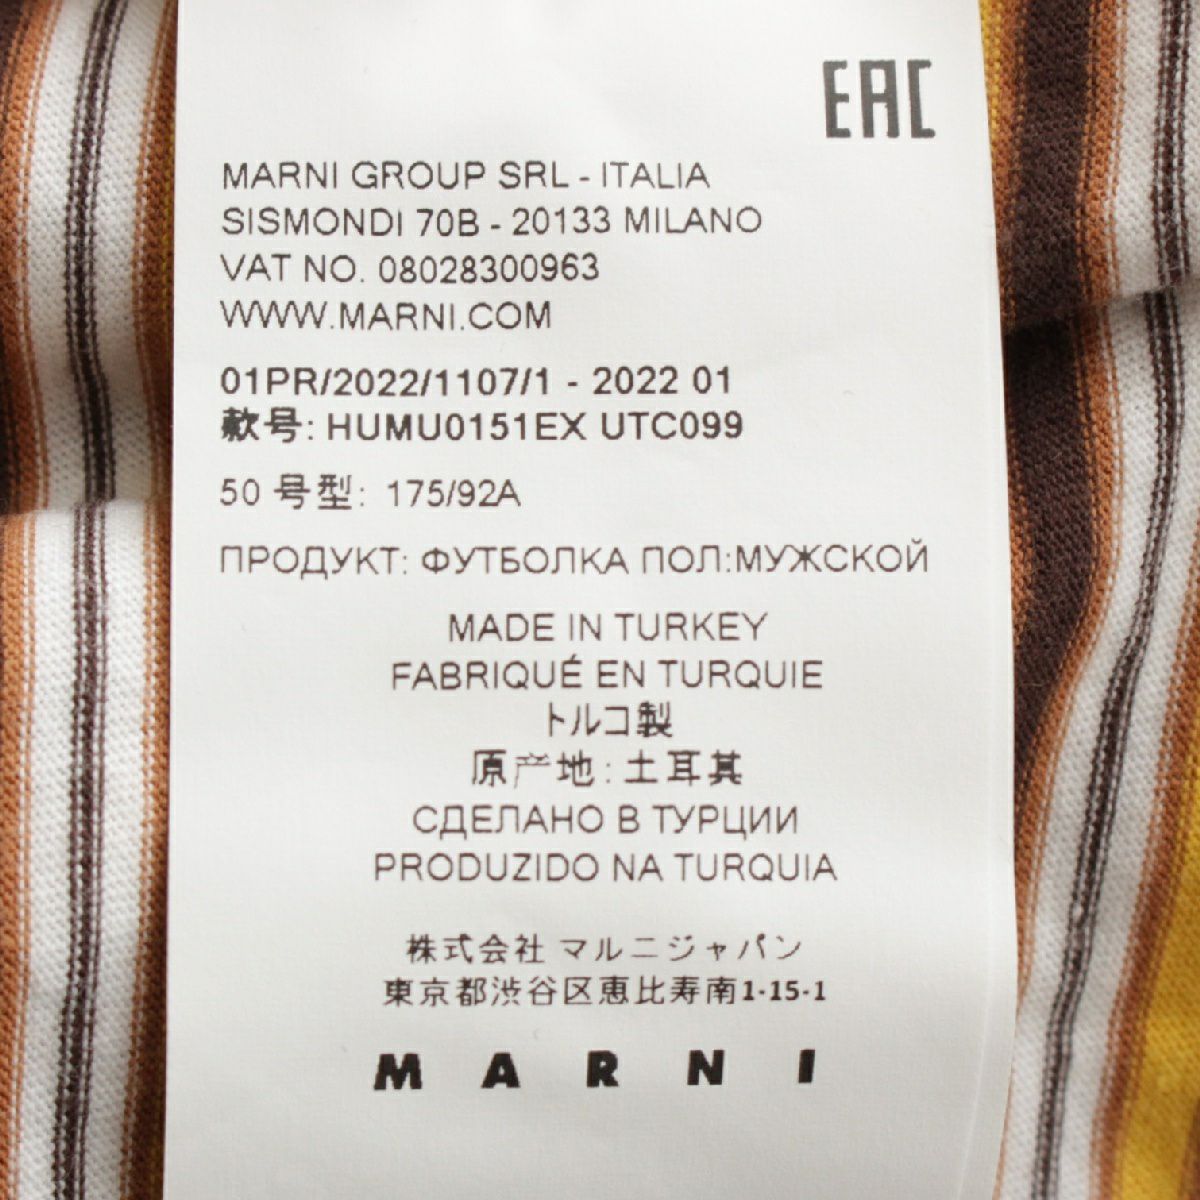 EAC
MARNI GROUP SRL - ITALIA
SISMONDI 70B - 20133 MILANO
VAT NO. 08028300963
WWW.MARNI.COM
01PR/2022/1107/1 - 2022 01
款号: HUMU0151EX UTC099
50 号型: 175/92A
ПРОДУКТ: ФУТБОЛКА ПОЛ:МУЖСКОЙ
MADE IN TURKEY
FABRIQUÉ EN TURQUIE
トルコ製
原产地: 土耳其
СДЕЛАНО В ТУРЦИИ
PRODUZIDO NA TURQUIA
株式会社 マルニジャパン
東京都渋谷区恵比寿南1-15-1
MARNI